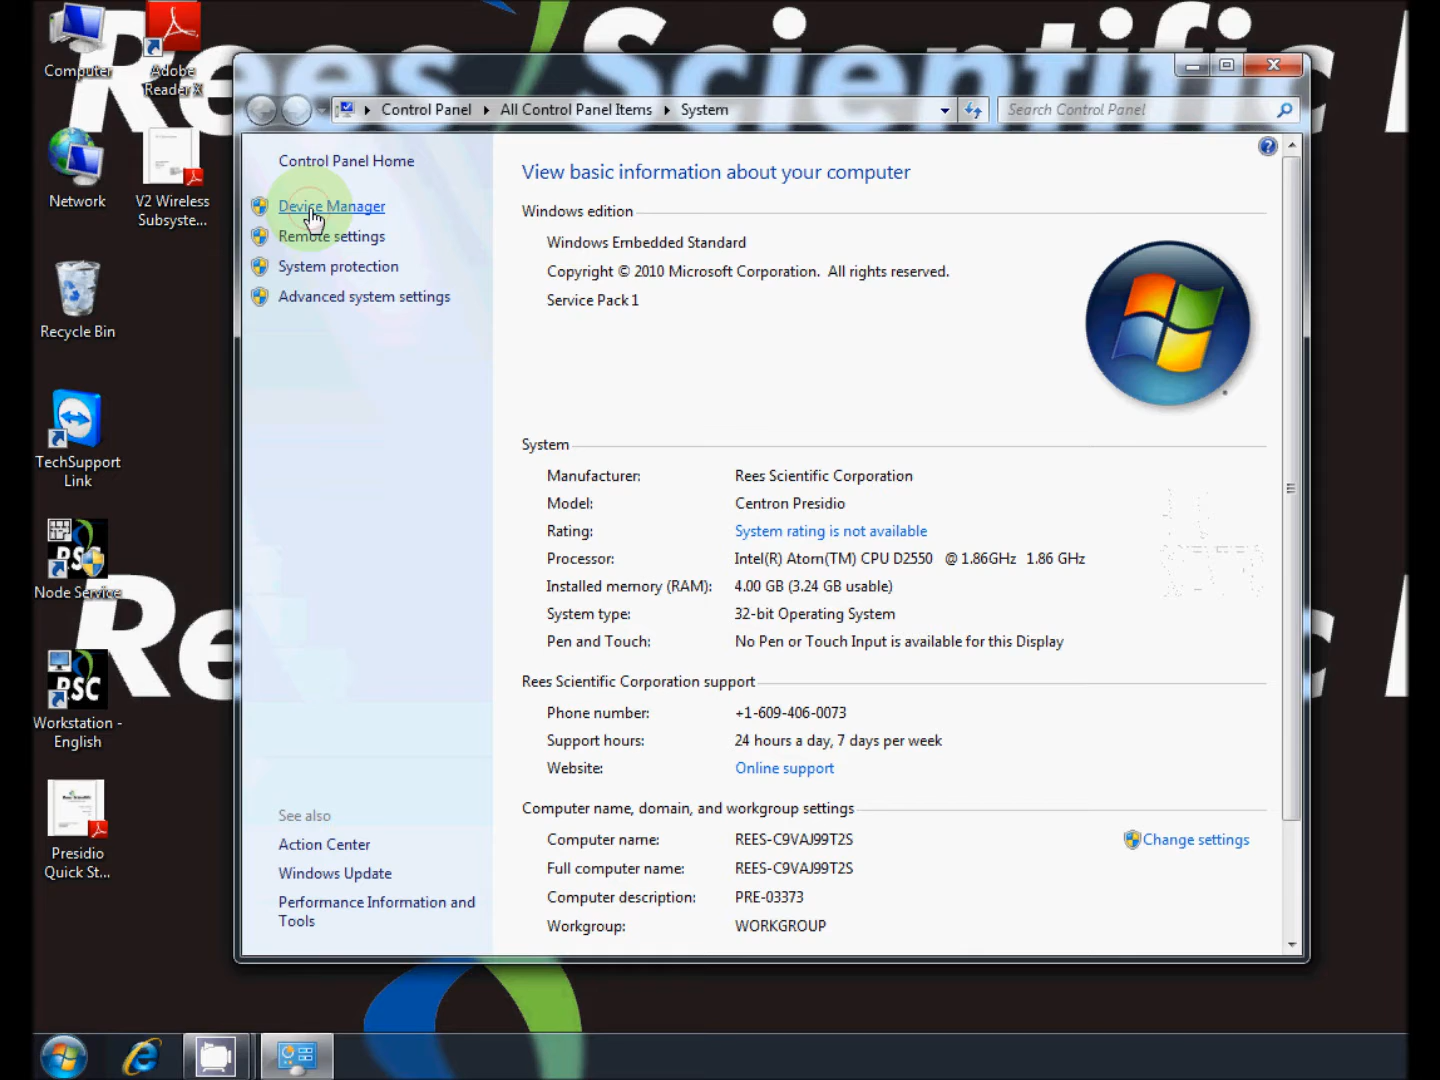 Rees Scientific
Computer
Adobe
Reader X
Network
V2 Wireless
Subsyste...
Recycle Bin
TechSupport
Link
RSC
Node Service
RSC
Workstation -
English
Presidio
Quick St...
Control Panel
All Control Panel Items
System
Search Control Panel
Control Panel Home
Device Manager
Remote settings
System protection
Advanced system settings
See also
Action Center
Windows Update
Performance Information and
Tools
View basic information about your computer
Windows edition
Windows Embedded Standard
Copyright © 2010 Microsoft Corporation. All rights reserved.
Service Pack 1
System
Manufacturer: Rees Scientific Corporation
Model: Centron Presidio
Rating: System rating is not available
Processor: Intel(R) Atom(TM) CPU D2550 @ 1.86GHz 1.86 GHz
Installed memory (RAM): 4.00 GB (3.24 GB usable)
System type: 32-bit Operating System
Pen and Touch: No Pen or Touch Input is available for this Display
Rees Scientific Corporation support
Phone number: +1-609-406-0073
Support hours: 24 hours a day, 7 days per week
Website: Online support
Computer name, domain, and workgroup settings
Computer name: REES-C9VAJ99T2S
Change settings
Full computer name: REES-C9VAJ99T2S
Computer description: PRE-03373
Workgroup: WORKGROUP
Re